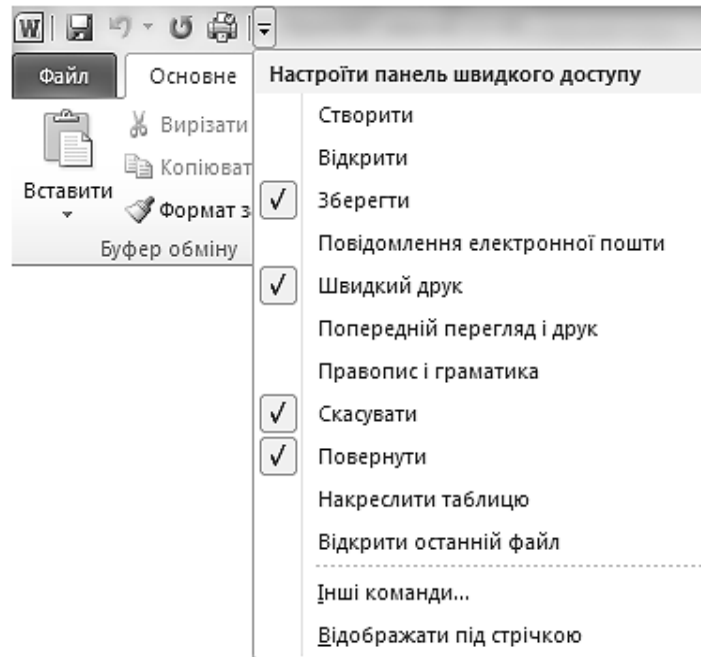 W
Файл Основне
Вирізати
Копіюват
Вставити
Формат з
Буфер обміну
Настроїти панель швидкого доступу
Створити
Відкрити
Зберегти
Повідомлення електронної пошти
Швидкий друк
Попередній перегляд і друк
Правопис і граматика
Скасувати
Повернути
Накреслити таблицю
Відкрити останній файл
Інші команди...
Відображати під стрічкою